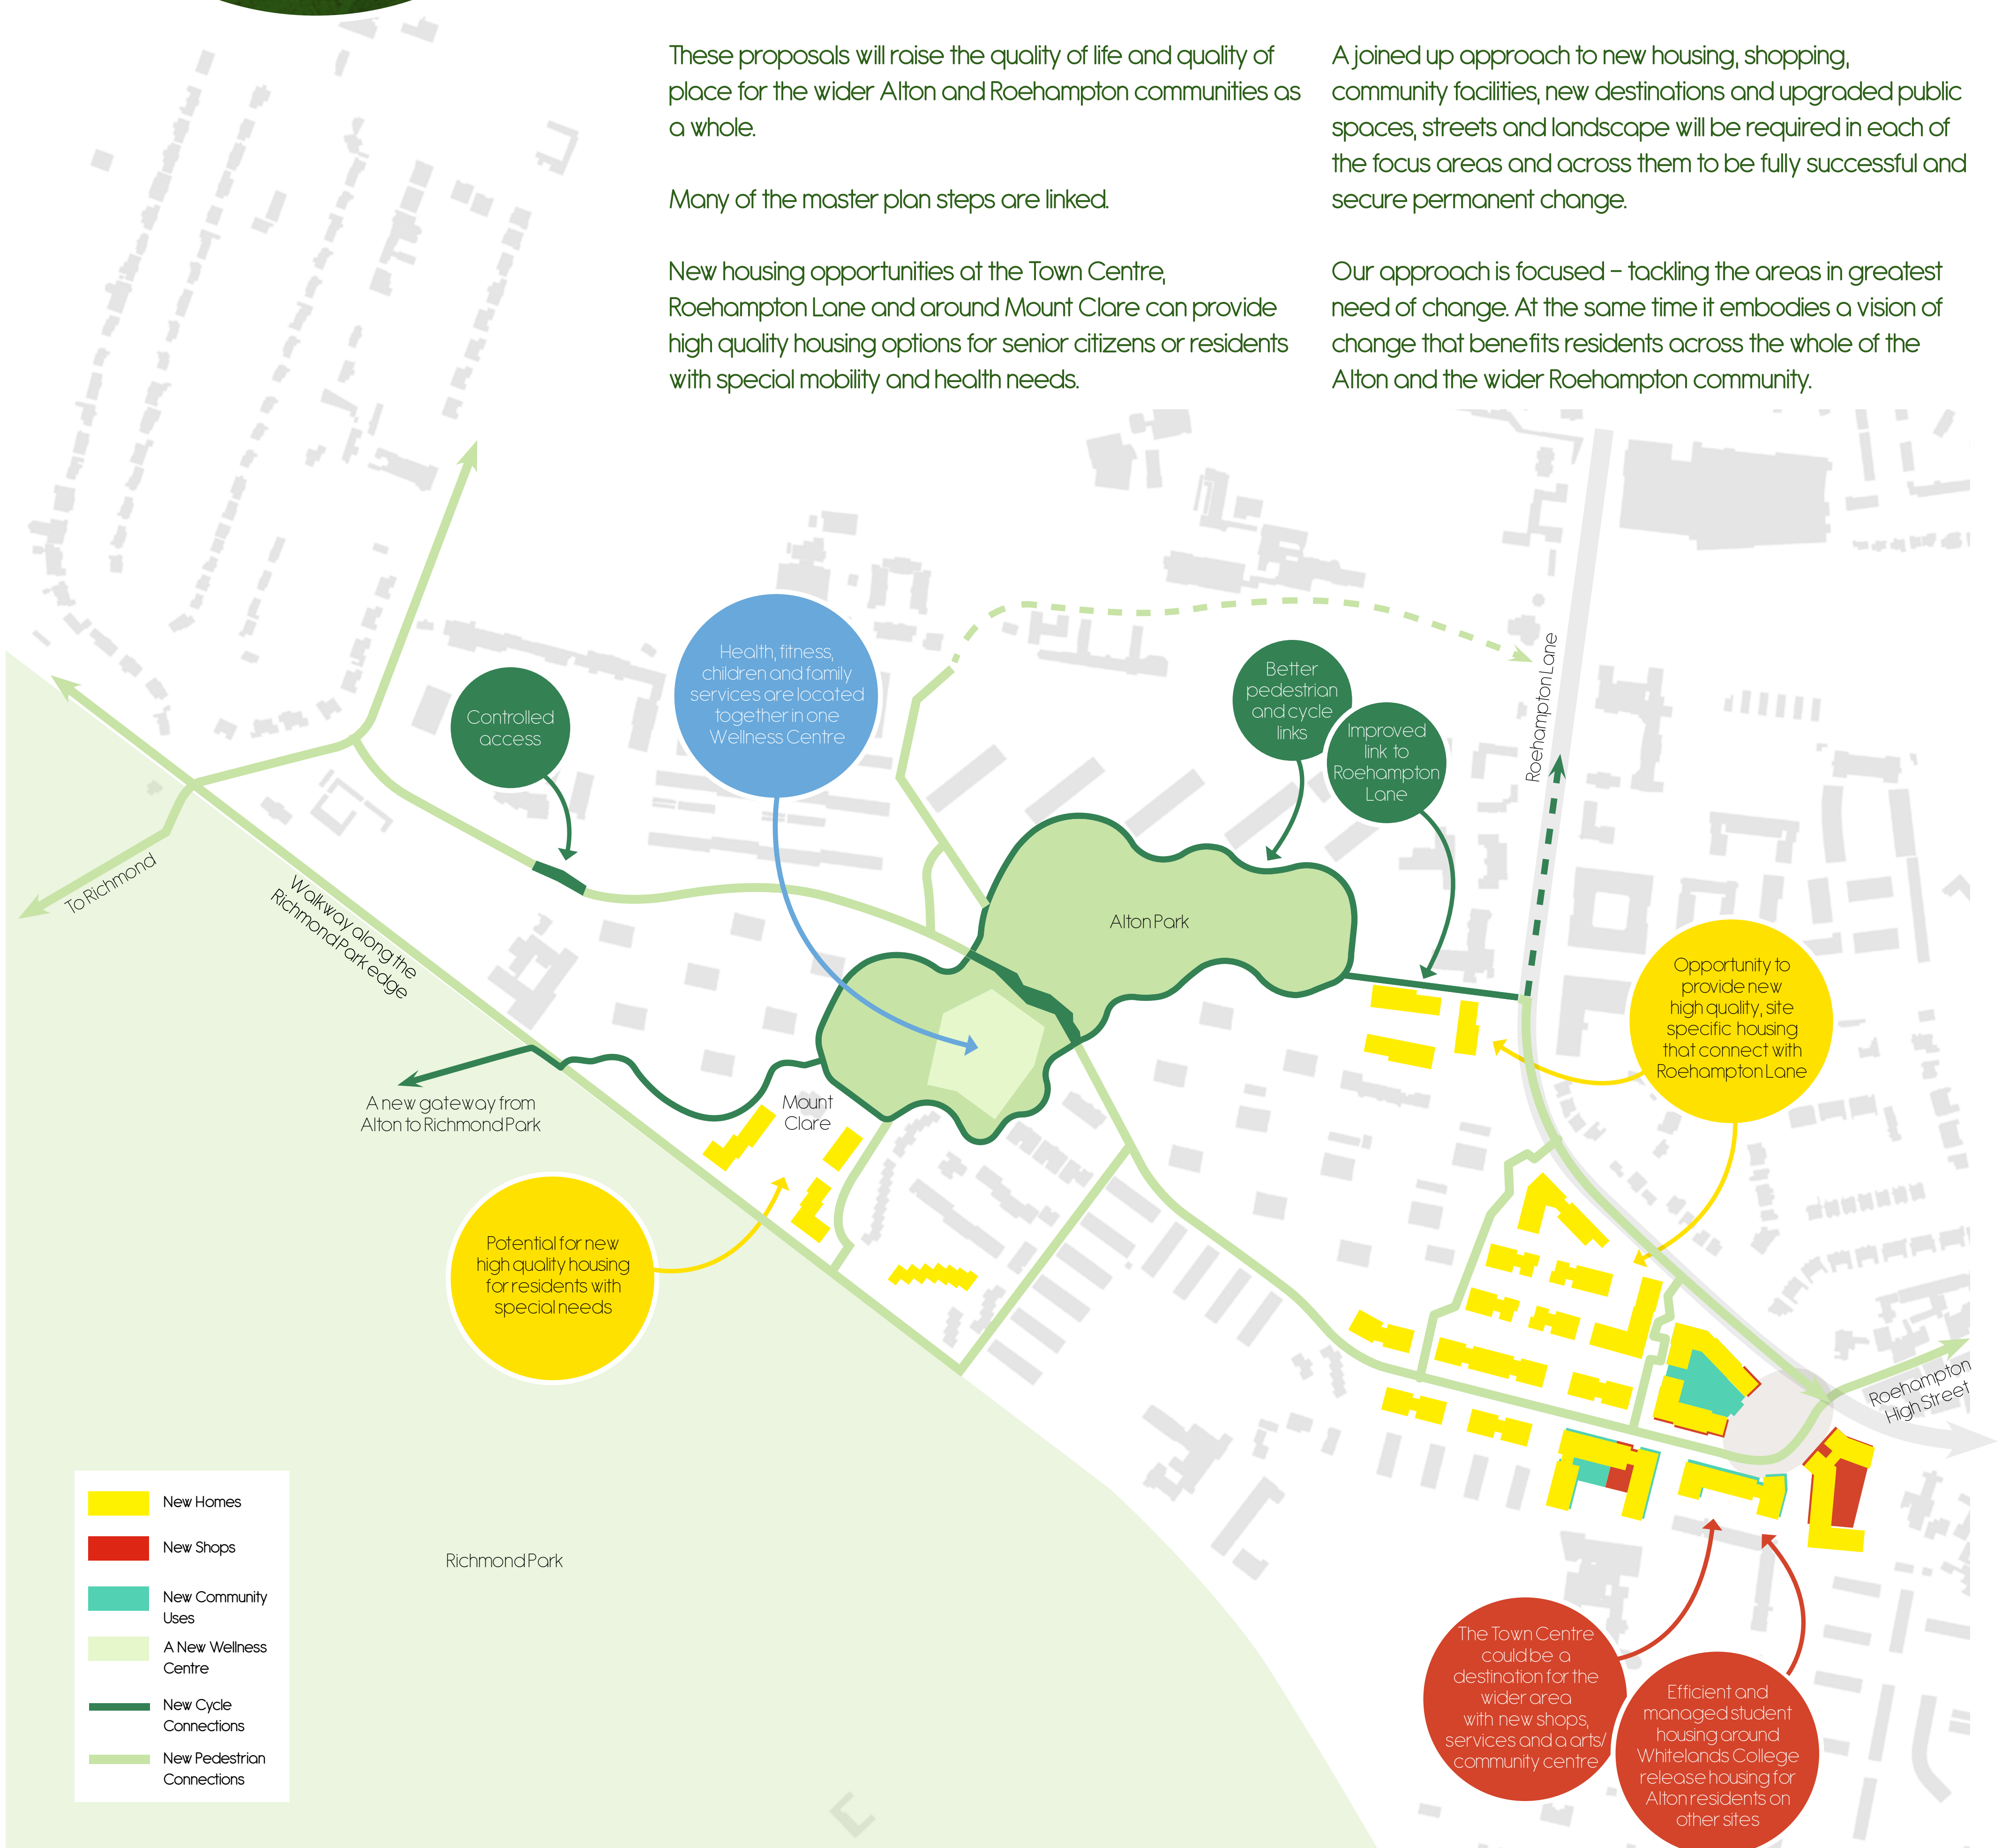 These proposals will raise the quality of life and quality of
place for the wider Alton and Roehampton communities as
a whole.
Many of the master plan steps are linked.
New housing opportunities at the Town Centre,
Roehampton Lane and around Mount Clare can provide
high quality housing options for senior citizens or residents
with special mobility and health needs.
A joined up approach to new housing, shopping,
community facilities, new destinations and upgraded public
spaces, streets and landscape will be required in each of
the focus areas and across them to be fully successful and
secure permanent change.
Our approach is focused – tackling the areas in greatest
need of change. At the same time it embodies a vision of
change that benefits residents across the whole of the
Alton and the wider Roehampton community.
Controlled
access
Health, fitness,
children and family
services are located
together in one
Wellness Centre
Better
pedestrian
and cycle
links
Improved
link to
Roehampton
Lane
Roehampton Lane
To Richmond
Walkway along the
Richmond Park edge
Alton Park
Opportunity to
provide new
high quality, site
specific housing
that connect with
Roehampton Lane
A new gateway from
Alton to Richmond Park
Mount
Clare
Potential for new
high quality housing
for residents with
special needs
Roehampton
High Street
Richmond Park
New Homes
New Shops
New Community
Uses
A New Wellness
Centre
New Cycle
Connections
New Pedestrian
Connections
The Town Centre
could be a
destination for the
wider area
with new shops,
services and a arts/
community centre
Efficient and
managed student
housing around
Whitelands College
release housing for
Alton residents on
other sites